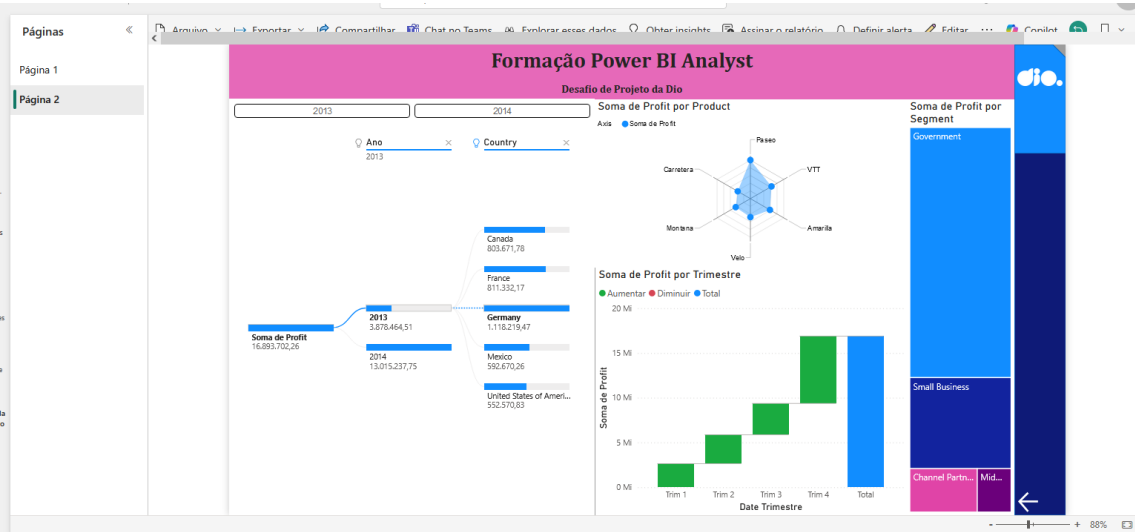 Páginas
Página 1
Página 2
Arquivo
Exportar
Compartilhar
Chat no Teams
Explorar esses dados
Obter insights
Assinar o relatório
Definir alerta
Editar
Copilot
Formação Power BI Analyst
Desafio de Projeto da Dio
dio.
2013
2014
Ano
2013
Country
Soma de Profit
16.893.702,26
2013
3.878.464,51
2014
13.015.237,75
Canada
803.671,78
France
811.332,17
Germany
1.118.219,47
Mexico
592.670,26
United States of Ameri...
552.570,83
Soma de Profit por Product
Axis Soma de Profit
Paseo
VTT
Amarilla
Velo
Montana
Carretera
Soma de Profit por Trimestre
Aumentar Diminuir Total
Soma de Profit
20 Mi
15 Mi
10 Mi
5 Mi
0 Mi
Trim 1 Trim 2 Trim 3 Trim 4 Total
Date Trimestre
Soma de Profit por
Segment
Government
Small Business
Channel Partn...
Mid...
- + 88%